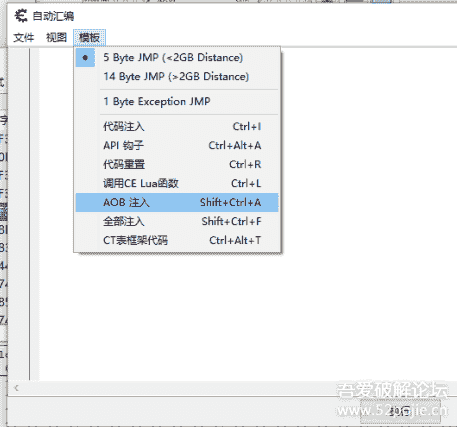 自动汇编
文件 视图 模板
5 Byte JMP (<2GB Distance)
14 Byte JMP (>2GB Distance)
1 Byte Exception JMP
代码注入 Ctrl+I
API 钩子 Ctrl+Alt+A
代码重置 Ctrl+R
调用CE Lua函数 Ctrl+L
AOB 注入 Shift+Ctrl+A
全部注入 Shift+Ctrl+F
CT表框架代码 Ctrl+Alt+T
吾爱破解论坛
www.52pojie.cn